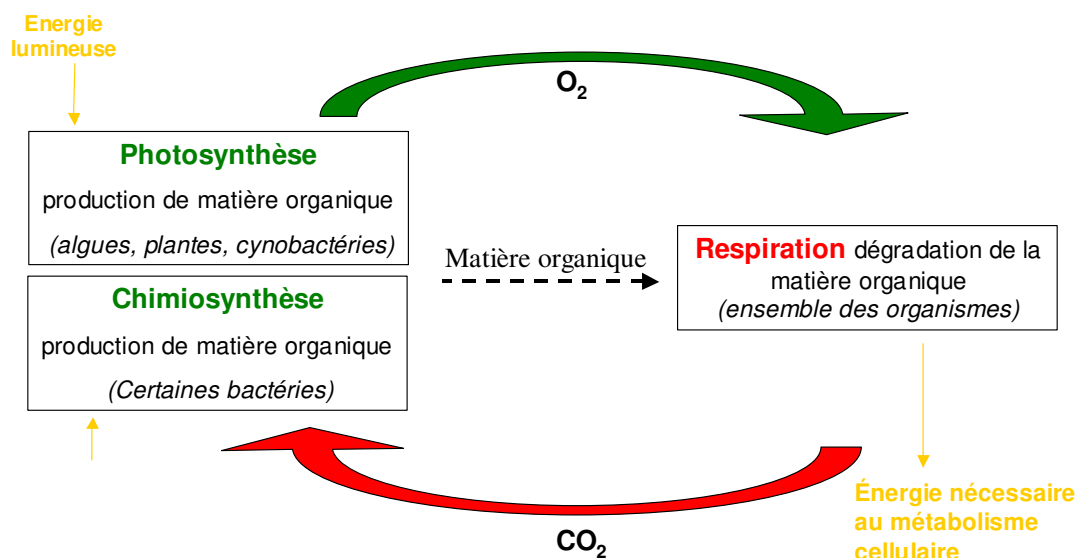 Energie
lumineuse
O2
Photosynthèse
production de matière organique
(algues, plantes, cynobactéries)
Matière organique
Respiration dégradation de la
matière organique
(ensemble des organismes)
Chimiosynthèse
production de matière organique
(Certaines bactéries)
CO2
Énergie nécessaire
au métabolisme
cellulaire